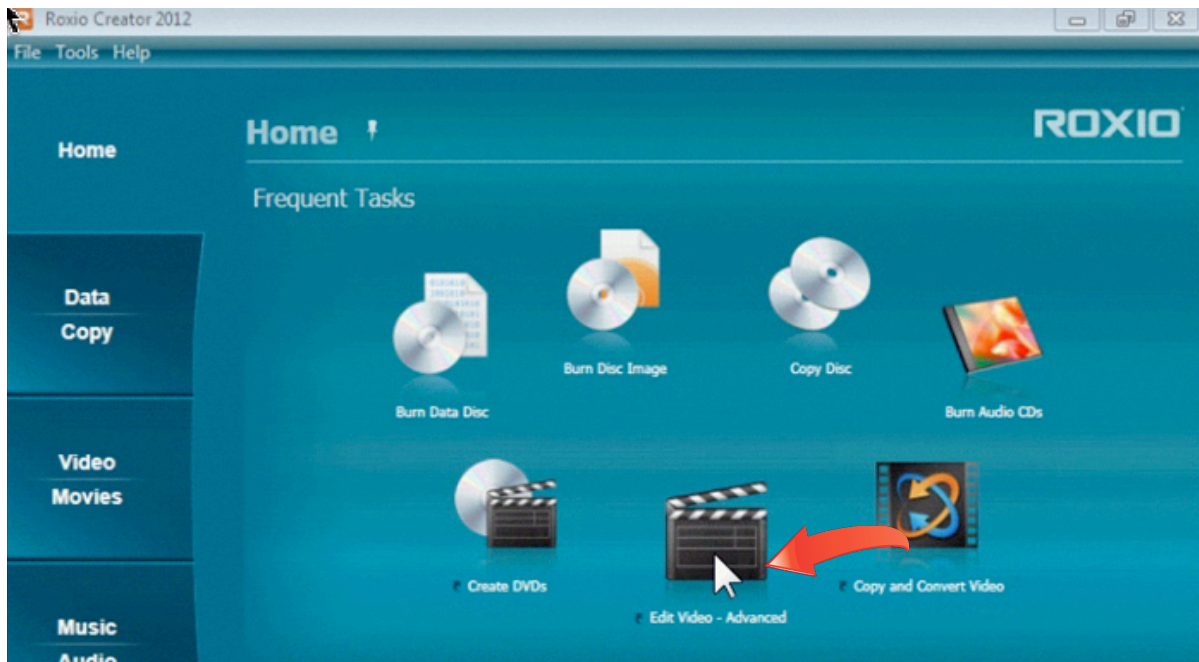 Roxio Creator 2012
File Tools Help
Home
Home
ROXIO
Frequent Tasks
Data
Copy
Burn Disc Image
Copy Disc
Burn Data Disc
Burn Audio CDs
Video
Movies
Create DVDs
Copy and Convert Video
Edit Video - Advanced
Music
Audio